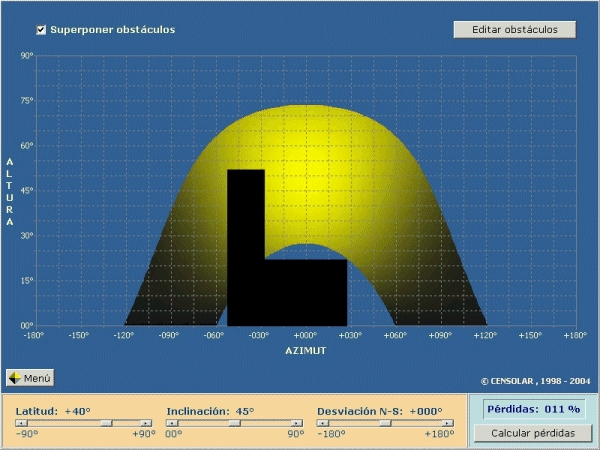 Superponer obstáculos
Editar obstáculos
90°
75°
60°
45°
30°
15°
00°
ALTURA
-180° -150° -120° -090° -060° -030° +000° +030° +060° +090° +120° +150° +180°
AZIMUT
Menú
© CENSOLAR , 1998 - 2004
Latitud: +40° Inclinación: 45° Desviación N-S: +000° Pérdidas: 011 %
-90° +90° 00° 90° -180° +180° Calcular pérdidas